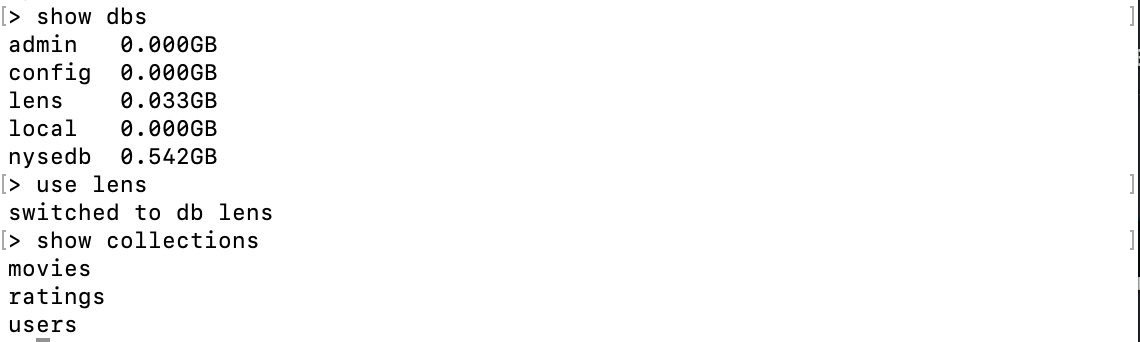 [> show dbs ]
admin   0.000GB
config  0.000GB
lens    0.033GB
local   0.000GB
nysedb  0.542GB
[> use lens ]
switched to db lens
[> show collections ]
movies
ratings
users